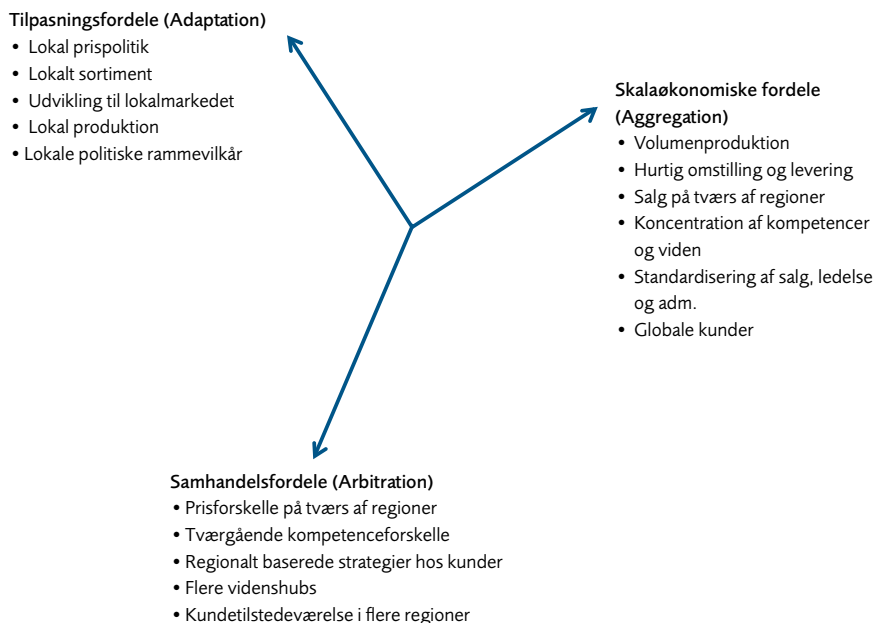 Tilpasningsfordele (Adaptation)
• Lokal prispolitik
• Lokalt sortiment
• Udvikling til lokalmarkedet
• Lokal produktion
• Lokale politiske rammevilkår
Skalaøkonomiske fordele
(Aggregation)
• Volumenproduktion
• Hurtig omstilling og levering
• Salg på tværs af regioner
• Koncentration af kompetencer
og viden
• Standardisering af salg, ledelse
og adm.
• Globale kunder
Samhandelsfordele (Arbitration)
• Prisforskelle på tværs af regioner
• Tværgående kompetenceforskelle
• Regionalt baserede strategier hos kunder
• Flere videnshubs
• Kundetilstedeværelse i flere regioner